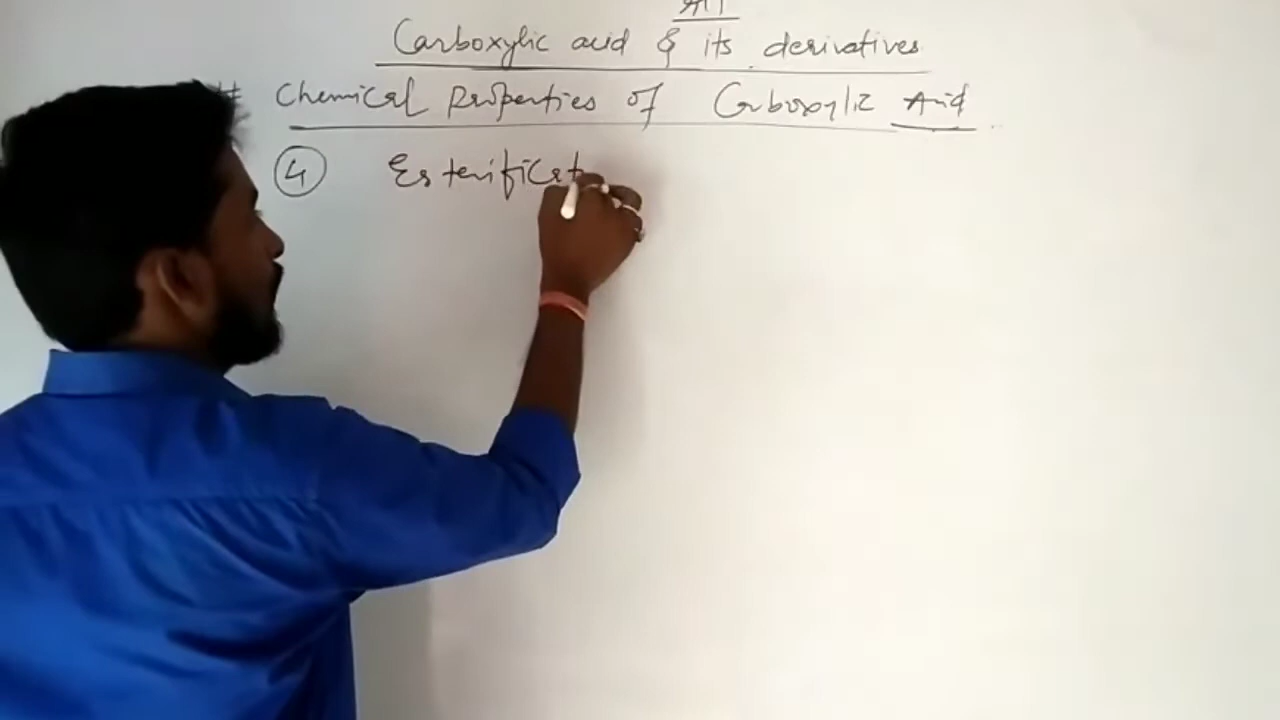 श्री
Carboxylic acid & its derivatives
# Chemical Properties of Carboxylic Acid
4 Esterificat